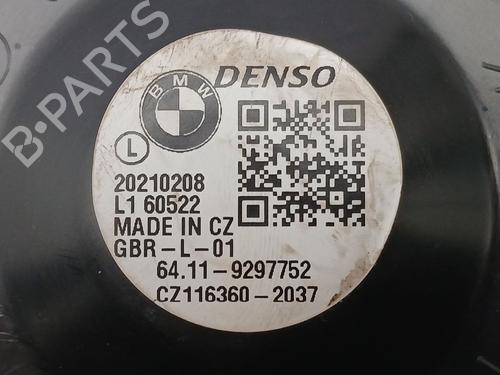 B-PARTS
BMW
DENSO
L
20210208
L1 60522
MADE IN CZ
GBR-L-01
64.11-9297752
CZ116360-2037